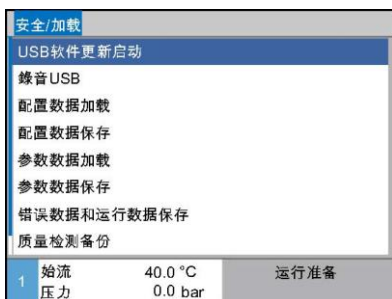 安全/加载
USB软件更新启动
錄音USB
配置数据加载
配置数据保存
参数数据加载
参数数据保存
错误数据和运行数据保存
质量检测备份
1 始流 40.0 °C 运行准备
压力 0.0 bar